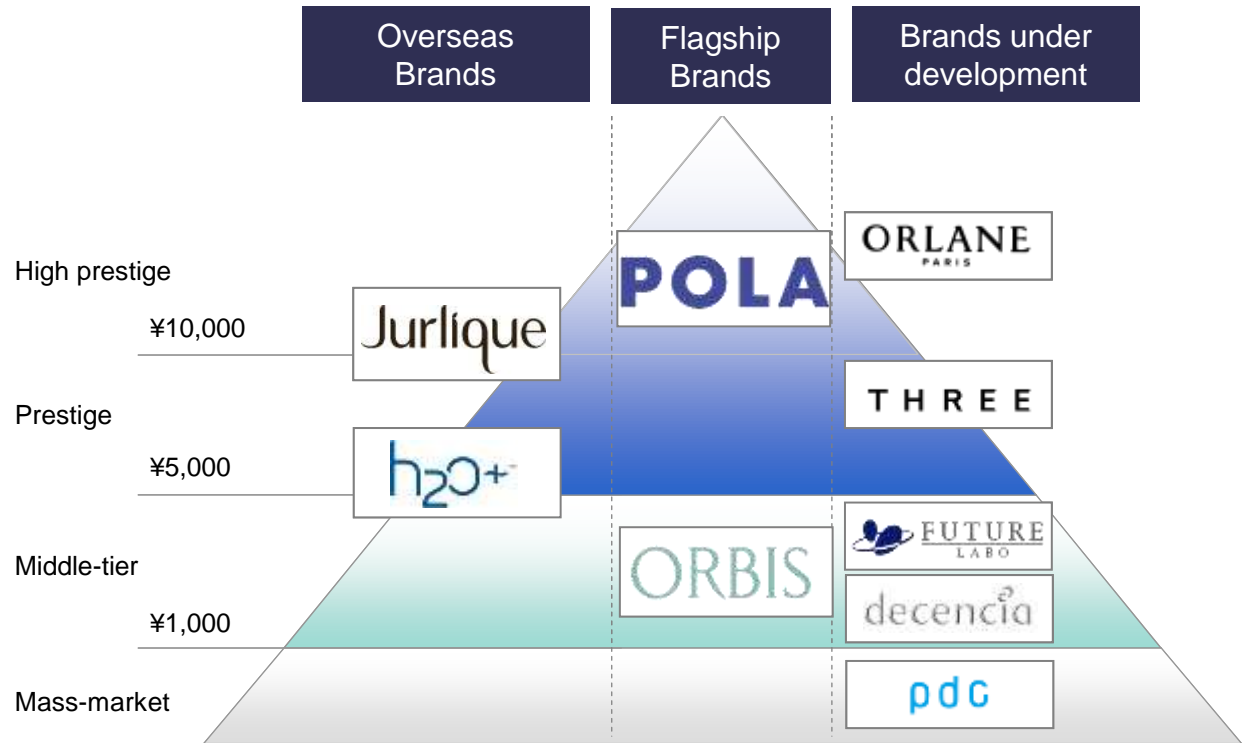 Overseas
Brands
Flagship
Brands
Brands under
development
High prestige
¥10,000
Prestige
¥5,000
Middle-tier
¥1,000
Mass-market
Jurlique
h2o+
POLA
ORBIS
ORLANE
PARIS
THREE
FUTURE
LABO
decencia
pdc